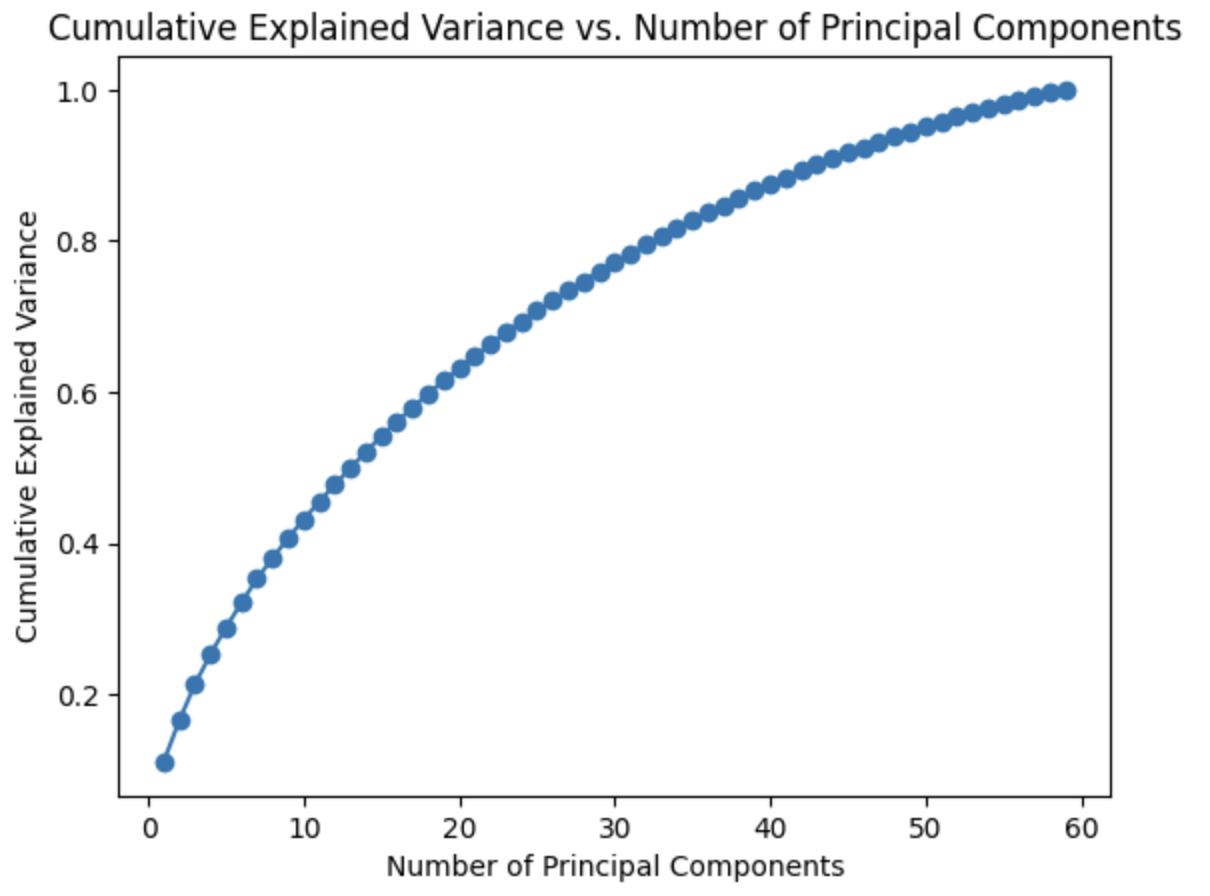 Cumulative Explained Variance vs. Number of Principal Components
Cumulative Explained Variance
1.0
0.8
0.6
0.4
0.2
0 10 20 30 40 50 60
Number of Principal Components